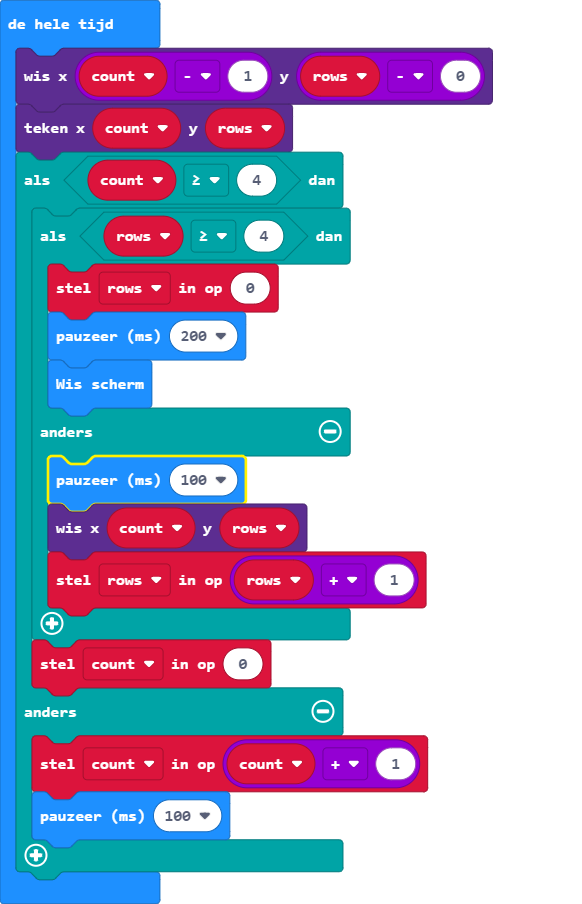 de hele tijd
wis x count - 1 y rows - 0
teken x count y rows
als count ≥ 4 dan
als rows ≥ 4 dan
stel rows in op 0
pauzeer (ms) 200
Wis scherm
anders
pauzeer (ms) 100
wis x count y rows
stel rows in op rows + 1
stel count in op 0
anders
stel count in op count + 1
pauzeer (ms) 100